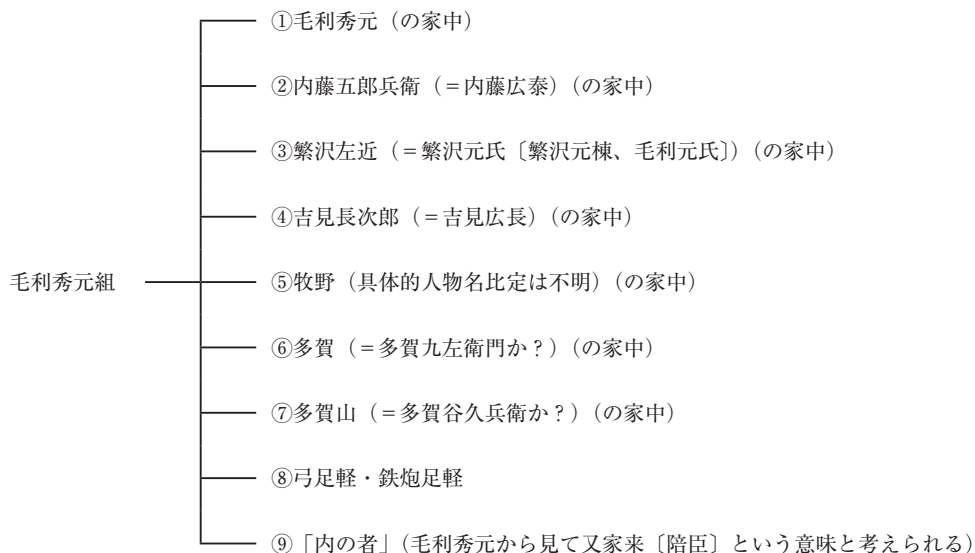 ①毛利秀元（の家中）
②内藤五郎兵衛（＝内藤広泰）（の家中）
③繁沢左近（＝繁沢元氏〔繁沢元棟、毛利元氏〕）（の家中）
④吉見長次郎（＝吉見広長）（の家中）
毛利秀元組
⑤牧野（具体的人物名比定は不明）（の家中）
⑥多賀（＝多賀九左衛門か？）（の家中）
⑦多賀山（＝多賀谷久兵衛か？）（の家中）
⑧弓足軽・鉄炮足軽
⑨「内の者」（毛利秀元から見て又家来〔陪臣〕という意味と考えられる）